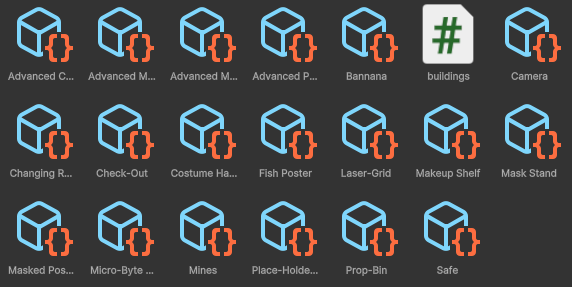 Advanced C...
Advanced M...
Advanced M...
Advanced P...
Bannana
buildings
Camera
Changing R...
Check-Out
Costume Ha...
Fish Poster
Laser-Grid
Makeup Shelf
Mask Stand
Masked Pos...
Micro-Byte ...
Mines
Place-Holde...
Prop-Bin
Safe